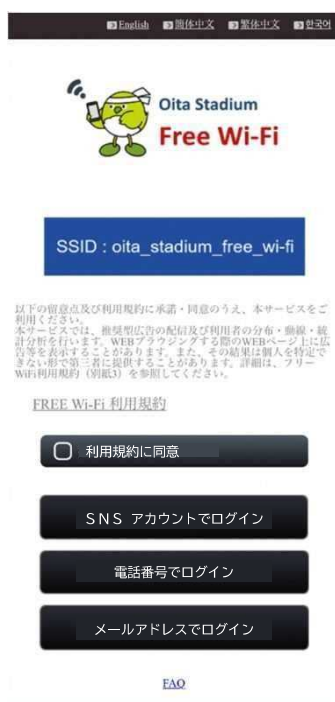 English 簡体中文 繁体中文 한국어
Oita Stadium
Free Wi-Fi
SSID : oita_stadium_free_wi-fi
以下の留意点及び利用規約に承諾・同意のうえ、本サービスをご
利用ください。
本サービスでは、推奨型広告の配信及び利用者の分布・動線・統
計分析を行います。WEBブラウジングする際のWEBページ上に広
告等を表示することがあります。また、その結果は個人を特定で
きない形で第三者に提供することがあります。詳細は、フリー
WiFi利用規約（別紙3）を参照してください。
FREE Wi-Fi 利用規約
利用規約に同意
SNS アカウントでログイン
電話番号でログイン
メールアドレスでログイン
FAQ